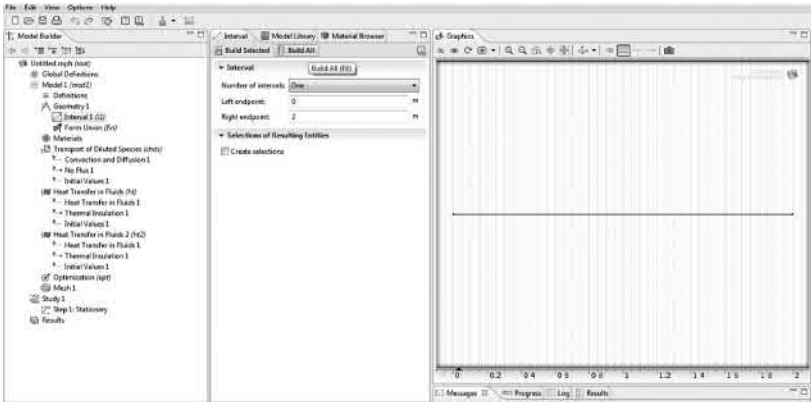 File Edit View Options Help
Model Builder
Untitled.mph (root)
Global Definitions
Model 1 (mod1)
Definitions
Geometry 1
Interval 1 (i1)
Form Union (fin)
Materials
Transport of Diluted Species (chds)
Convection and Diffusion 1
No Flux 1
Initial Values 1
Heat Transfer in Fluids (ht)
Heat Transfer in Fluids 1
Thermal Insulation 1
Initial Values 1
Heat Transfer in Fluids 2 (ht2)
Heat Transfer in Fluids 1
Thermal Insulation 1
Initial Values 1
Optimization (opt)
Mesh 1
Study 1
Step 1: Stationary
Results
Interval Model Library Material Browser
Build Selected Build All
Interval
Build All (F8)
Number of intervals: One
Left endpoint: 0 m
Right endpoint: 2 m
Selections of Resulting Entities
Create selections
Graphics
0 0.2 0.4 0.6 0.8 1 1.2 1.4 1.6 1.8 2
Messages Progress Log Results